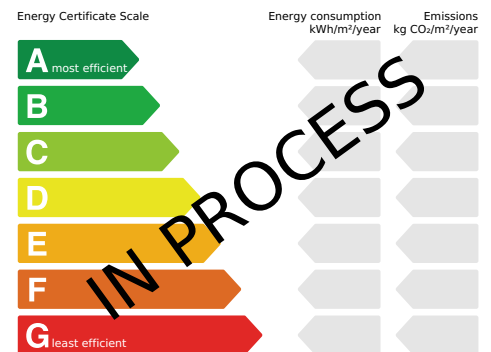 Energy Certificate Scale
Energy consumption
kWh/m²/year
Emissions
kg CO₂/m²/year
A most efficient
B
C
D
E
F
G least efficient
IN PROCESS